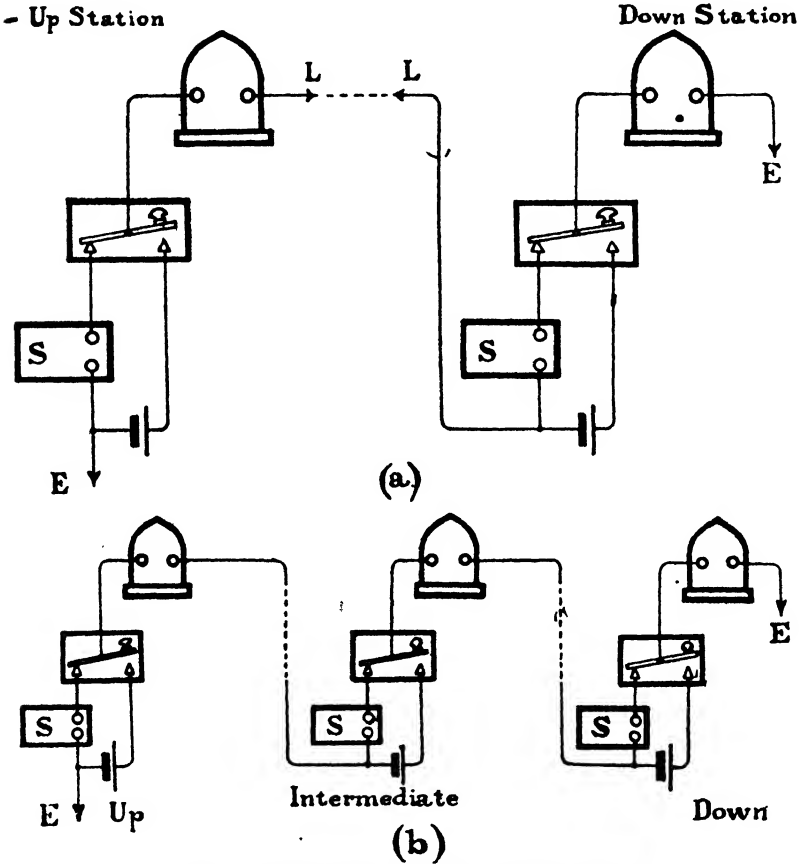 - Up Station
Down Station
L
L
E
S
S
E
(a)
S
S
S
E
E
Up
Intermediate
Down
(b)